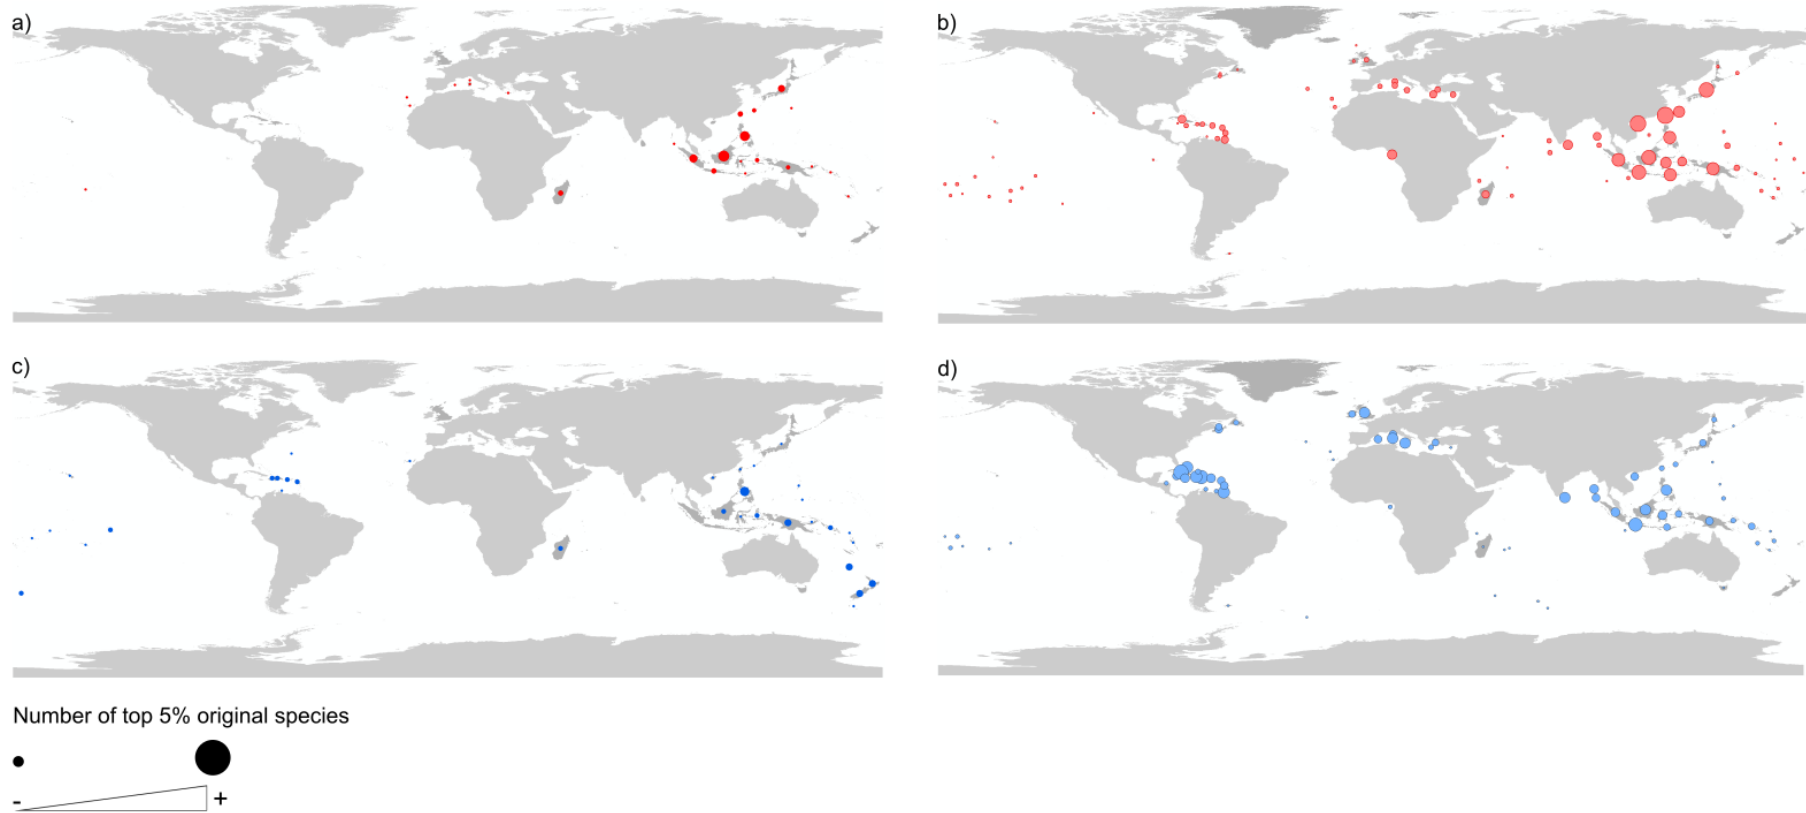 a)
b)
c)
d)
Number of top 5% original species
- +